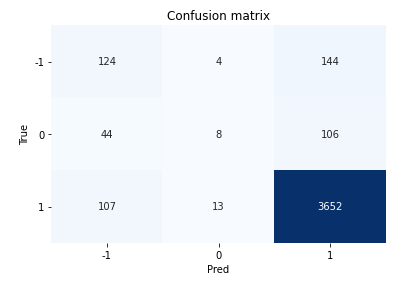 Confusion matrix
-1 124 4 144
0 44 8 106
1 107 13 3652
-1 0 1
True
Pred